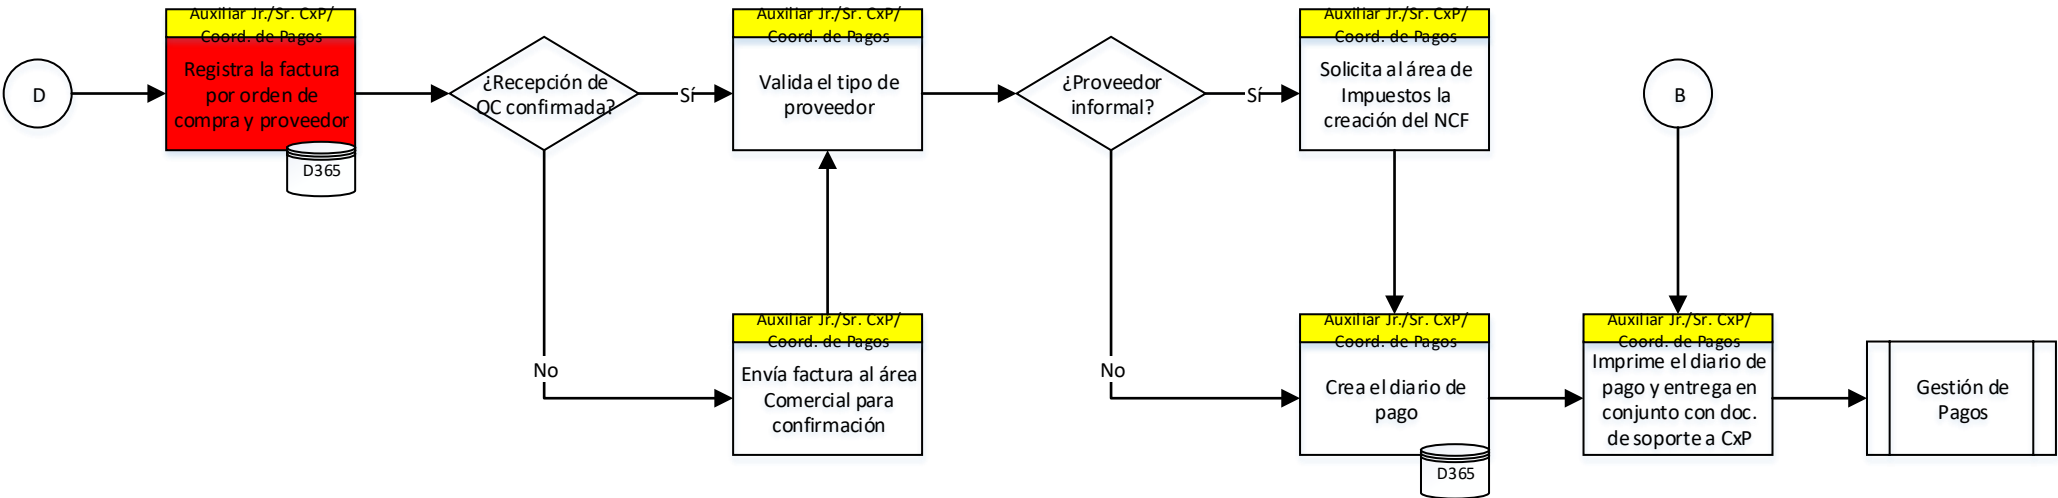 D
Auxiliar Jr./Sr. CxP/
Coord. de Pagos
Registra la factura
por orden de
compra y proveedor
D365
¿Recepción de
OC confirmada?
Sí
No
Auxiliar Jr./Sr. CxP/
Coord. de Pagos
Valida el tipo de
proveedor
Auxiliar Jr./Sr. CxP/
Coord. de Pagos
Envía factura al área
Comercial para
confirmación
¿Proveedor
informal?
Sí
No
Auxiliar Jr./Sr. CxP/
Coord. de Pagos
Solicita al área de
Impuestos la
creación del NCF
Auxiliar Jr./Sr. CxP/
Coord. de Pagos
Crea el diario de
pago
D365
B
Auxiliar Jr./Sr. CxP/
Coord. de Pagos
Imprime el diario de
pago y entrega en
conjunto con doc.
de soporte a CxP
Gestión de
Pagos